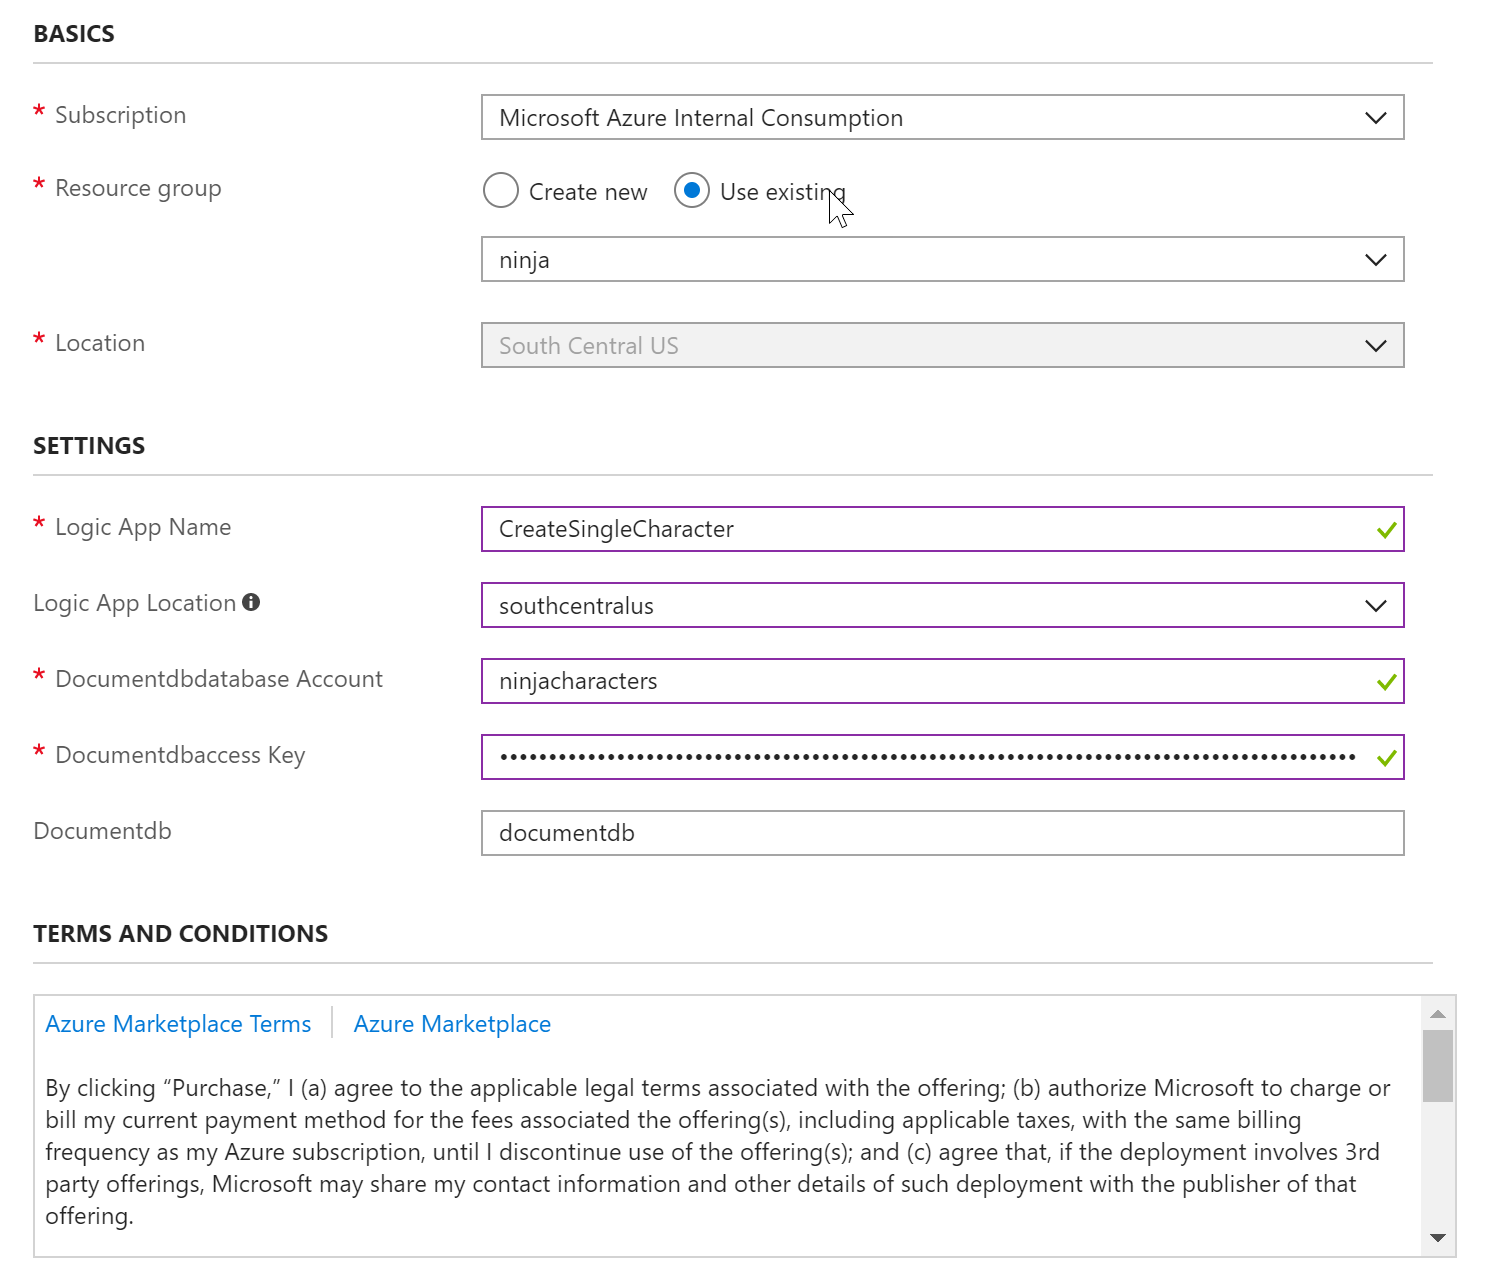 BASICS
* Subscription
Microsoft Azure Internal Consumption
* Resource group
Create new Use existing
ninja
* Location
South Central US
SETTINGS
* Logic App Name
CreateSingleCharacter
Logic App Location
southcentralus
* Documentdbdatabase Account
ninjacharacters
* Documentdbaccess Key
Documentdb
documentdb
TERMS AND CONDITIONS
Azure Marketplace Terms | Azure Marketplace
By clicking “Purchase,” I (a) agree to the applicable legal terms associated with the offering; (b) authorize Microsoft to charge or
bill my current payment method for the fees associated the offering(s), including applicable taxes, with the same billing
frequency as my Azure subscription, until I discontinue use of the offering(s); and (c) agree that, if the deployment involves 3rd
party offerings, Microsoft may share my contact information and other details of such deployment with the publisher of that
offering.